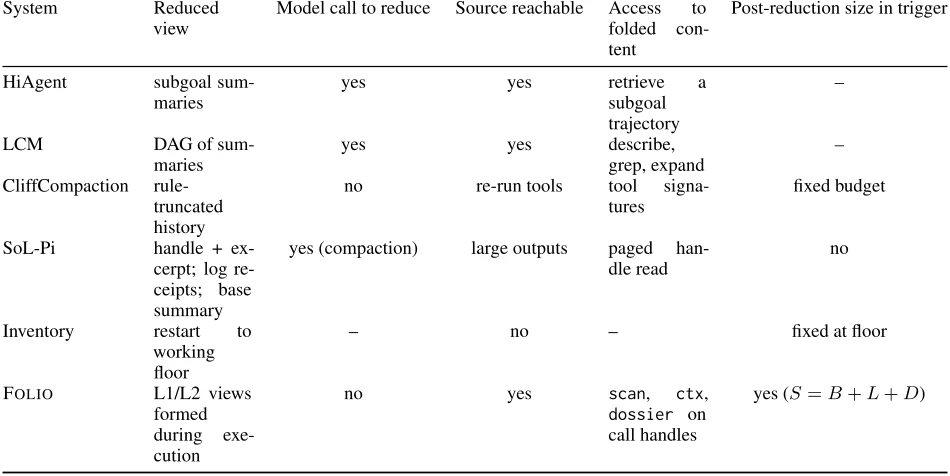 System Reduced view Model call to reduce Source reachable Access to folded con- tent Post-reduction size in trigger
HiAgent subgoal sum- maries yes yes retrieve a subgoal trajectory –
LCM DAG of sum- maries yes yes describe, grep, expand –
CliffCompaction rule- truncated history no re-run tools tool signa- tures fixed budget
SoL-Pi handle + ex- cerpt; log re- ceipts; base summary yes (compaction) large outputs paged han- dle read no
Inventory restart to working floor – no – fixed at floor
FOLIO L1/L2 views formed during exe- cution no yes scan, ctx, dossier on call handles yes (S = B + L + D)